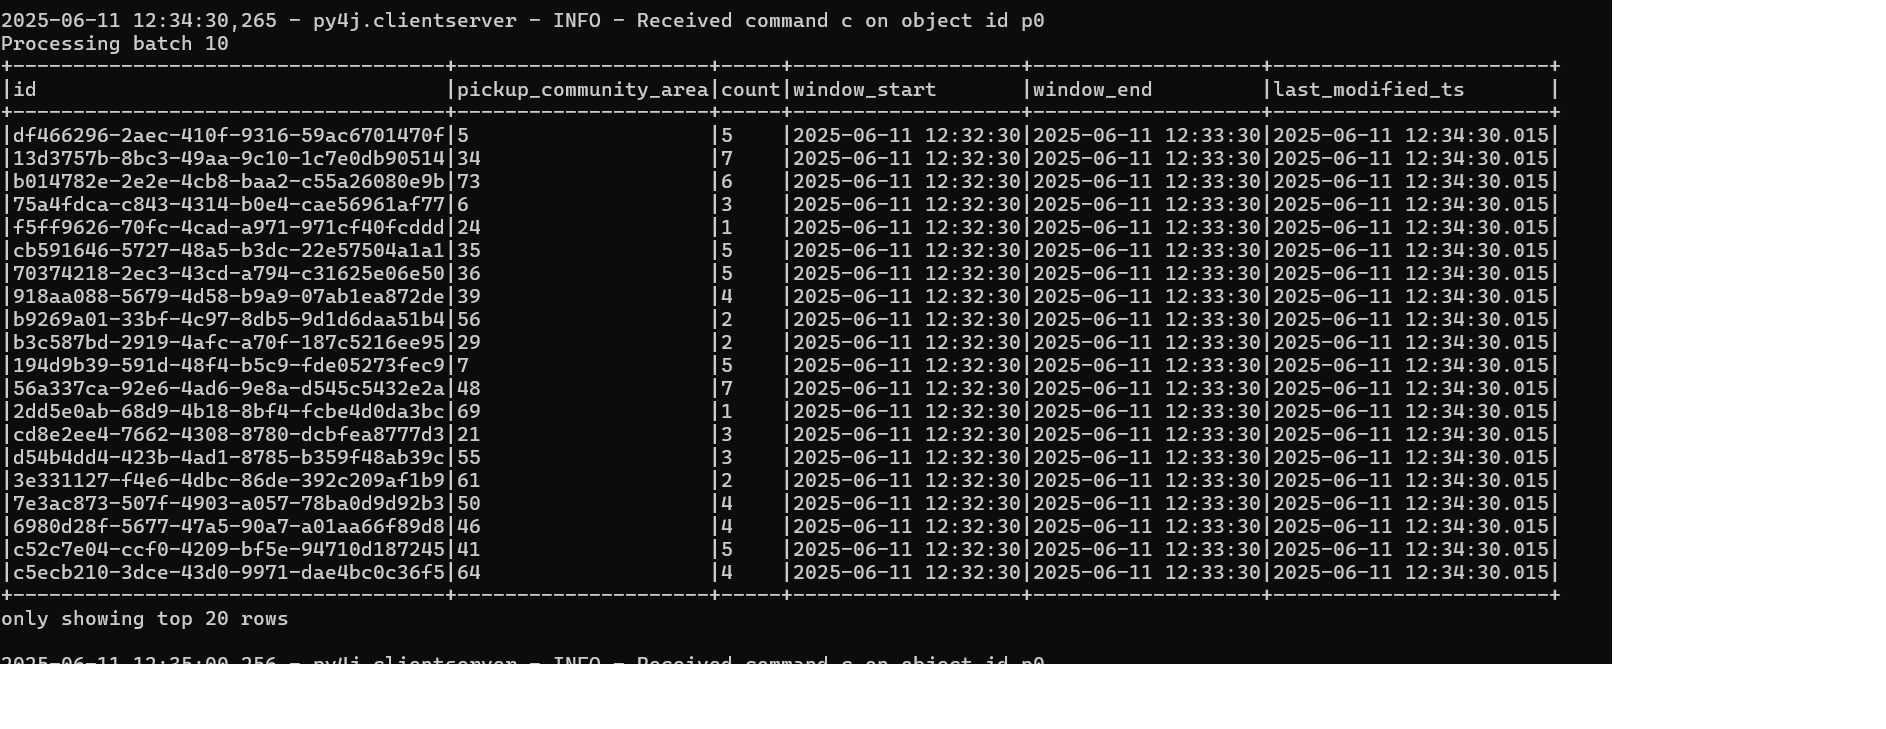 2025-06-11 12:34:30,265 - py4j.clientserver - INFO - Received command c on object id p0
Processing batch 10
+------------------------------------+---------------------+-----+-------------------+-------------------+-----------------------+
|id                                  |pickup_community_area|count|window_start       |window_end         |last_modified_ts       |
+------------------------------------+---------------------+-----+-------------------+-------------------+-----------------------+
|df466296-2aec-410f-9316-59ac6701470f|5                    |5    |2025-06-11 12:32:30|2025-06-11 12:33:30|2025-06-11 12:34:30.015|
|13d3757b-8bc3-49aa-9c10-1c7e0db90514|34                   |7    |2025-06-11 12:32:30|2025-06-11 12:33:30|2025-06-11 12:34:30.015|
|b014782e-2e2e-4cb8-baa2-c55a26080e9b|73                   |6    |2025-06-11 12:32:30|2025-06-11 12:33:30|2025-06-11 12:34:30.015|
|75a4fdca-c843-4314-b0e4-cae56961af77|6                    |3    |2025-06-11 12:32:30|2025-06-11 12:33:30|2025-06-11 12:34:30.015|
|f5ff9626-70fc-4cad-a971-971cf40fcddd|24                   |1    |2025-06-11 12:32:30|2025-06-11 12:33:30|2025-06-11 12:34:30.015|
|cb591646-5727-48a5-b3dc-22e57504a1a1|35                   |5    |2025-06-11 12:32:30|2025-06-11 12:33:30|2025-06-11 12:34:30.015|
|70374218-2ec3-43cd-a794-c31625e06e50|36                   |5    |2025-06-11 12:32:30|2025-06-11 12:33:30|2025-06-11 12:34:30.015|
|918aa088-5679-4d58-b9a9-07ab1ea872de|39                   |4    |2025-06-11 12:32:30|2025-06-11 12:33:30|2025-06-11 12:34:30.015|
|b9269a01-33bf-4c97-8db5-9d1d6daa51b4|56                   |2    |2025-06-11 12:32:30|2025-06-11 12:33:30|2025-06-11 12:34:30.015|
|b3c587bd-2919-4afc-a70f-187c5216ee95|29                   |2    |2025-06-11 12:32:30|2025-06-11 12:33:30|2025-06-11 12:34:30.015|
|194d9b39-591d-48f4-b5c9-fde05273fec9|7                    |5    |2025-06-11 12:32:30|2025-06-11 12:33:30|2025-06-11 12:34:30.015|
|56a337ca-92e6-4ad6-9e8a-d545c5432e2a|48                   |7    |2025-06-11 12:32:30|2025-06-11 12:33:30|2025-06-11 12:34:30.015|
|2dd5e0ab-68d9-4b18-8bf4-fcbe4d0da3bc|69                   |1    |2025-06-11 12:32:30|2025-06-11 12:33:30|2025-06-11 12:34:30.015|
|cd8e2ee4-7662-4308-8780-dcbfea8777d3|21                   |3    |2025-06-11 12:32:30|2025-06-11 12:33:30|2025-06-11 12:34:30.015|
|d54b4dd4-423b-4ad1-8785-b359f48ab39c|55                   |3    |2025-06-11 12:32:30|2025-06-11 12:33:30|2025-06-11 12:34:30.015|
|3e331127-f4e6-4dbc-86de-392c209af1b9|61                   |2    |2025-06-11 12:32:30|2025-06-11 12:33:30|2025-06-11 12:34:30.015|
|7e3ac873-507f-4903-a057-78ba0d9d92b3|50                   |4    |2025-06-11 12:32:30|2025-06-11 12:33:30|2025-06-11 12:34:30.015|
|6980d28f-5677-47a5-90a7-a01aa66f89d8|46                   |4    |2025-06-11 12:32:30|2025-06-11 12:33:30|2025-06-11 12:34:30.015|
|c52c7e04-ccf0-4209-bf5e-94710d187245|41                   |5    |2025-06-11 12:32:30|2025-06-11 12:33:30|2025-06-11 12:34:30.015|
|c5ecb210-3dce-43d0-9971-dae4bc0c36f5|64                   |4    |2025-06-11 12:32:30|2025-06-11 12:33:30|2025-06-11 12:34:30.015|
+------------------------------------+---------------------+-----+-------------------+-------------------+-----------------------+
only showing top 20 rows
2025-06-11 12:35:00,256 - py4j.clientserver - INFO - Received command c on object id p0